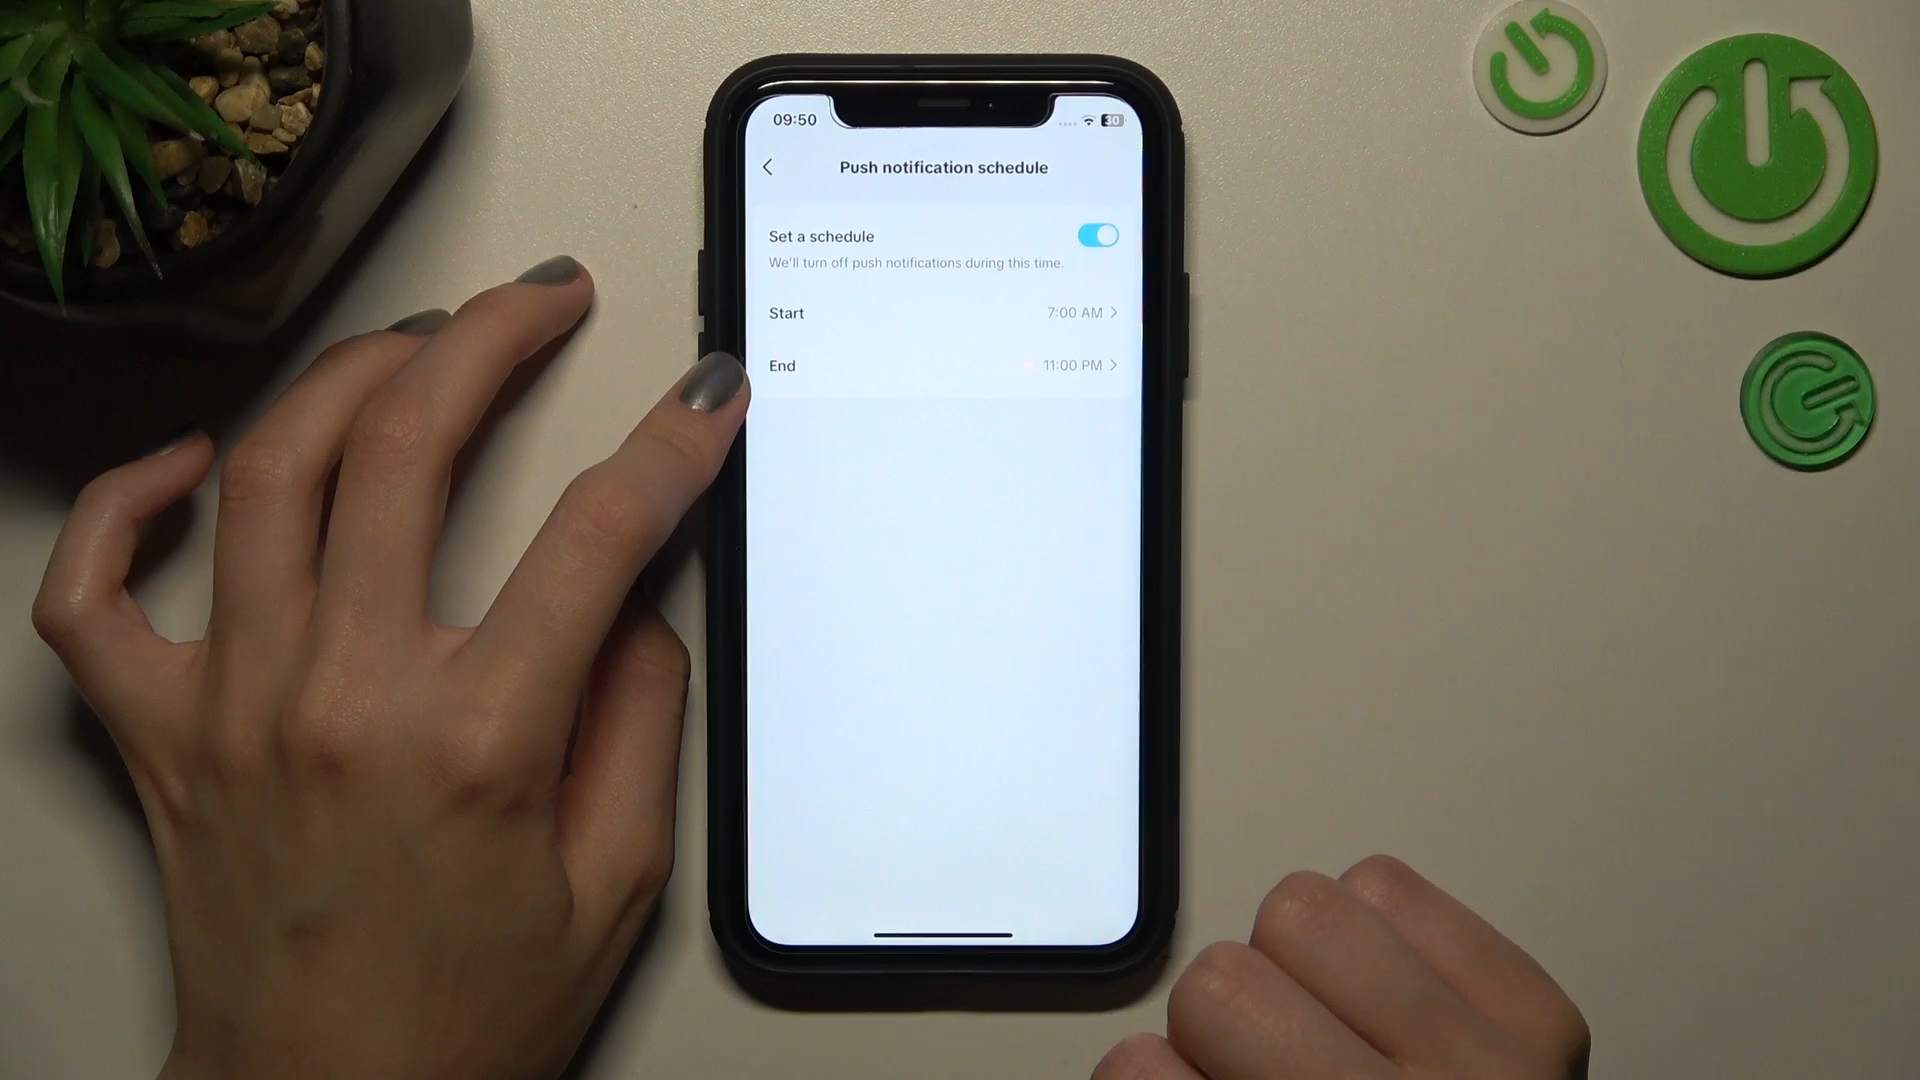 09:50
30
Push notification schedule
Set a schedule
We'll turn off push notifications during this time.
Start 7:00 AM
End 11:00 PM